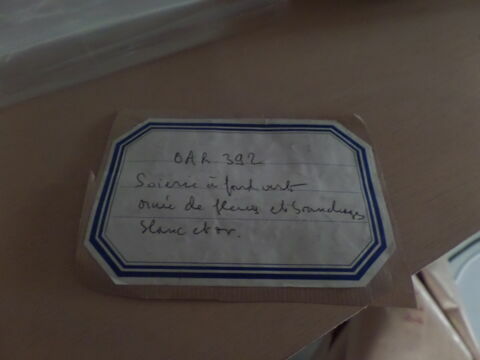 OAR 392
Soierie à fond vert
ornée de fleurs et branchages
blanc et or.